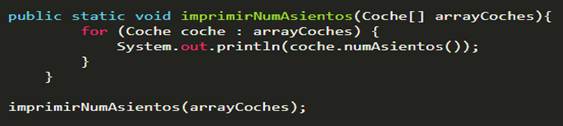 public static void imprimirNumAsientos(Coche[] arrayCoches){
for (Coche coche : arrayCoches) {
System.out.println(coche.numAsientos());
}
}
imprimirNumAsientos(arrayCoches);